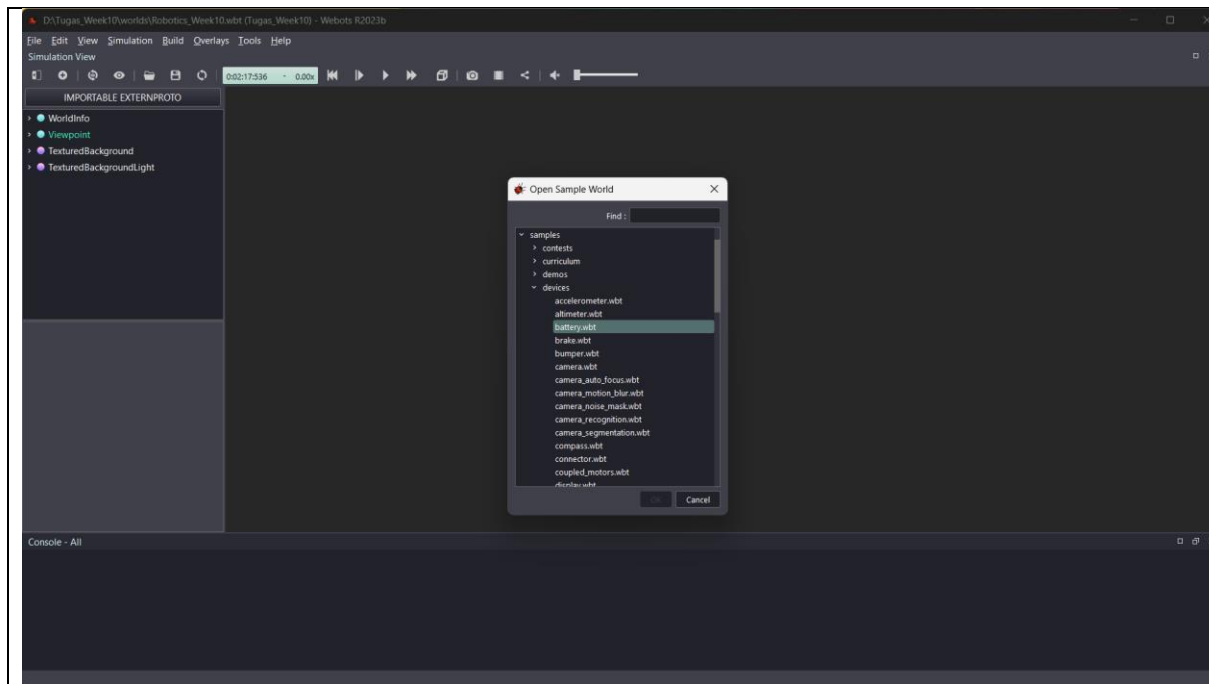 D:\Tugas_Week10\worlds\Robotics_Week10.wbt (Tugas_Week10) - Webots R2023b
File Edit View Simulation Build Overlays Tools Help
Simulation View
0:02:17:536 - 0.00x
IMPORTABLE EXTERNPROTO
WorldInfo
Viewpoint
TexturedBackground
TexturedBackgroundLight
Open Sample World
Find :
samples
contests
curriculum
demos
devices
accelerometer.wbt
altimeter.wbt
battery.wbt
brake.wbt
bumper.wbt
camera.wbt
camera_auto_focus.wbt
camera_motion_blur.wbt
camera_noise_mask.wbt
camera_recognition.wbt
camera_segmentation.wbt
compass.wbt
connector.wbt
coupled_motors.wbt
display.wbt
OK Cancel
Console - All